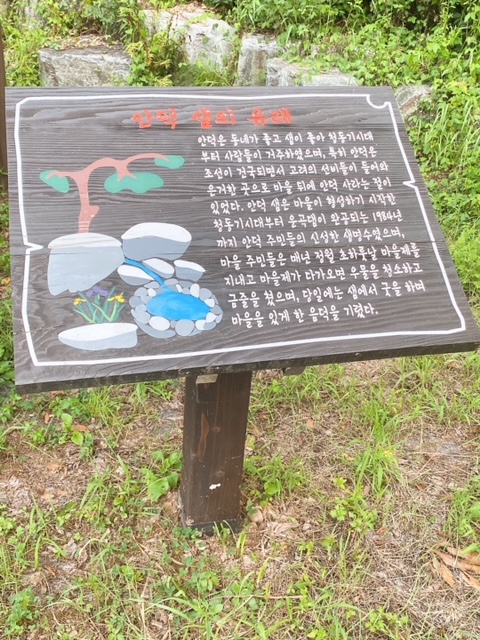 안덕 샘의 유래
안덕은 동네가 좋고 샘이 좋아 청동기시대
부터 사람들이 거주하였으며, 특히 안덕은
조선이 건국되면서 고려의 선비들이 들어와
은거한 곳으로 마을 뒤에 안덕 사라는 절이
있었다. 안덕 샘은 마을이 형성하기 시작한
청동기시대부터 운곡댐이 완공되는 1984년
까지 안덕 주민들의 신성한 생명수였으며,
마을 주민들은 매년 정월 초하룻날 마을제를
지내고 마을제가 다가오면 우물을 청소하고
금줄을 쳤으며, 당일에는 샘에서 굿을 하며
마을을 있게 한 음덕을 기렸다.